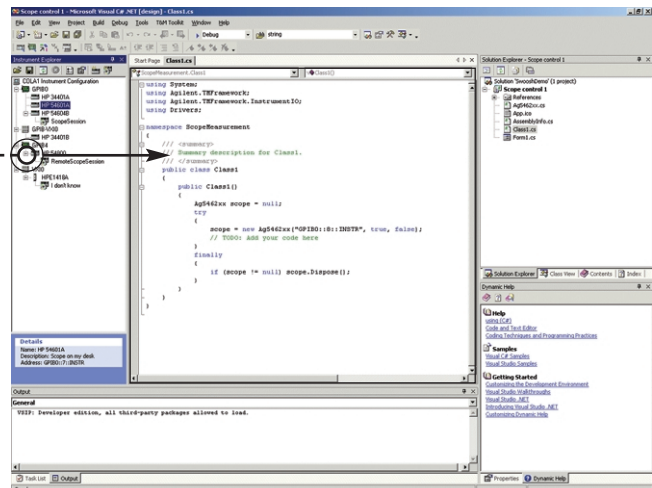 Scope control 1 - Microsoft Visual C# .NET [design] - Class1.cs
File Edit View Project Build Debug Tools T&M Toolkit Window Help
Debug
string
Instrument Explorer
COLA1 Instrument Configuration
GPIB0
HP 34401A
HP 54601A
HP 54604B
ScopeSession
GPIB-VXI0
HP 34401B
GPIB4
HP 54800
RemoteScopeSession
VXI0
HPE1418A
I don't know
Details
Name: HP 54601A
Description: Scope on my desk
Address: GPIB0::7::INSTR
Start Page Class1.cs
ScopeMeasurement.Class1
Class1()
using System;
using Agilent.TMFramework;
using Agilent.TMFramework.InstrumentIO;
using Drivers;
namespace ScopeMeasurement
{
/// <summary>
/// Summary description for Class1.
/// </summary>
public class Class1
{
public Class1()
{
Ag5462xx scope = null;
try
{
scope = new Ag5462xx("GPIB0::8::INSTR", true, false);
// TODO: Add your code here
}
finally
{
if (scope != null) scope.Dispose();
}
}
}
}
Solution Explorer - Scope control 1
Solution 'SwooshDemo' (1 project)
Scope control 1
References
Ag5462xx.cs
App.ico
AssemblyInfo.cs
Class1.cs
Form1.cs
Solution Explorer Class View Contents Index
Dynamic Help
Help
using (C#)
Code and Text Editor
Coding Techniques and Programming Practices
Samples
Visual C# Samples
Visual Studio Samples
Getting Started
Customizing the Development Environment
Visual Studio Walkthroughs
Visual Studio .NET
Introducing Visual Studio .NET
Customizing Dynamic Help
Output
General
VSIP: Developer edition, all third-party packages allowed to load.
Task List Output
Properties Dynamic Help